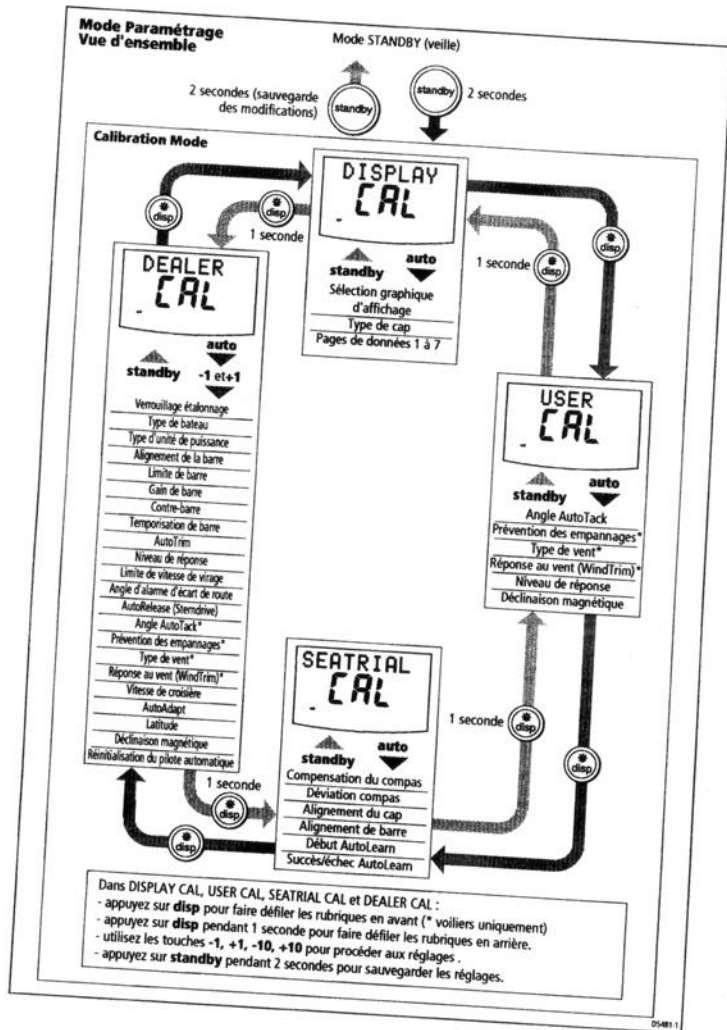 Mode Paramétrage
Vue d'ensemble
Mode STANDBY (veille)
2 secondes (sauvegarde
des modifications)
standby
standby
2 secondes
Calibration Mode
DISPLAY
CAL
standby
auto
Sélection graphique
d'affichage
Type de cap
Pages de données 1 à 7
disp
disp
1 seconde
disp
1 seconde
disp
DEALER
CAL
auto
standby
-1 et+1
Verrouillage étalonnage
Type de bateau
Type d'unité de puissance
Alignement de la barre
Limite de barre
Gain de barre
Contre-barre
Temporisation de barre
AutoTrim
Niveau de réponse
Limite de vitesse de virage
Angle d'alarme d'écart de route
AutoRelease (Sterndrive)
Angle AutoTack*
Prévention des empannages*
Type de vent*
Réponse au vent (WindTrim)*
Vitesse de croisière
AutoAdapt
Latitude
Déclinaison magnétique
Réinitialisation du pilote automatique
USER
CAL
standby
auto
Angle AutoTack
Prévention des empannages*
Type de vent*
Réponse au vent (WindTrim)*
Niveau de réponse
Déclinaison magnétique
SEATRIAL
CAL
standby
auto
Compensation du compas
Déviation compas
Alignement du cap
Alignement de barre
Début AutoLearn
Succès/échec AutoLearn
1 seconde
disp
disp
1 seconde
disp
disp
Dans DISPLAY CAL, USER CAL, SEATRIAL CAL et DEALER CAL :
- appuyez sur disp pour faire défiler les rubriques en avant (* voiliers uniquement)
- appuyez sur disp pendant 1 seconde pour faire défiler les rubriques en arrière.
- utilisez les touches -1, +1, -10, +10 pour procéder aux réglages .
- appuyez sur standby pendant 2 secondes pour sauvegarder les réglages.
D5481-1